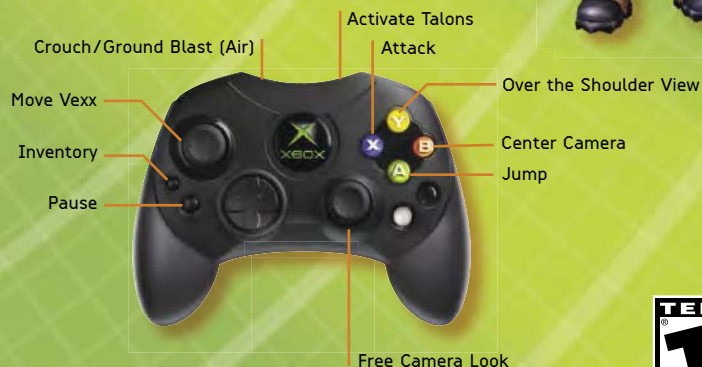 Activate Talons
Crouch/Ground Blast (Air)
Attack
Over the Shoulder View
Move Vexx
Y
X
B
XBOX
Center Camera
Inventory
A
Jump
Pause
®
Free Camera Look